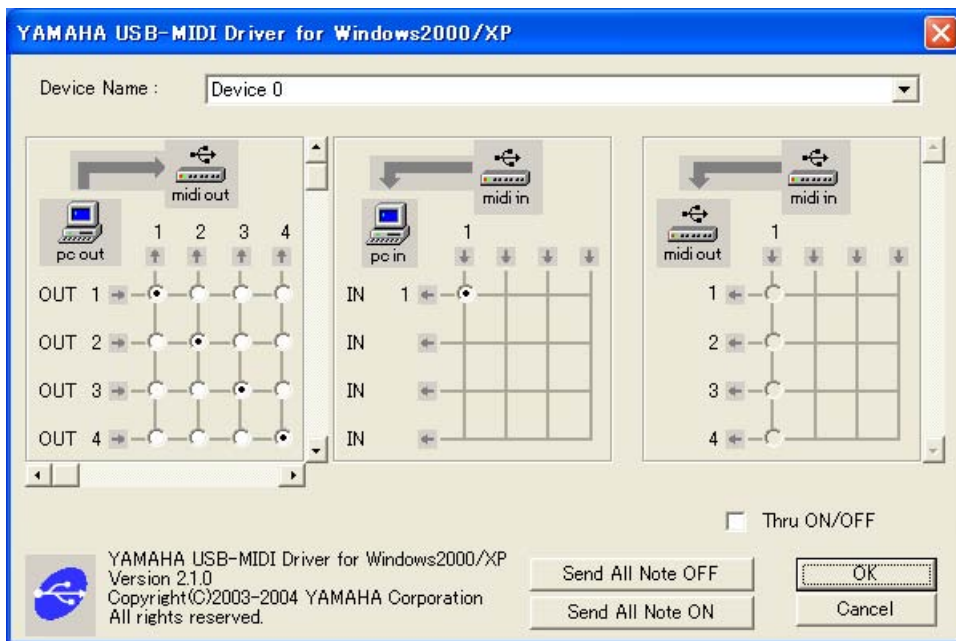 YAMAHA USB-MIDI Driver for Windows2000/XP
Device Name : Device 0
midi out
pc out
1 2 3 4
OUT 1
OUT 2
OUT 3
OUT 4
midi in
pc in
1
IN 1
IN
IN
IN
midi in
midi out
1
1
2
3
4
Thru ON/OFF
YAMAHA USB-MIDI Driver for Windows2000/XP
Version 2.1.0
Copyright(C)2003-2004 YAMAHA Corporation
All rights reserved.
Send All Note OFF
Send All Note ON
OK
Cancel